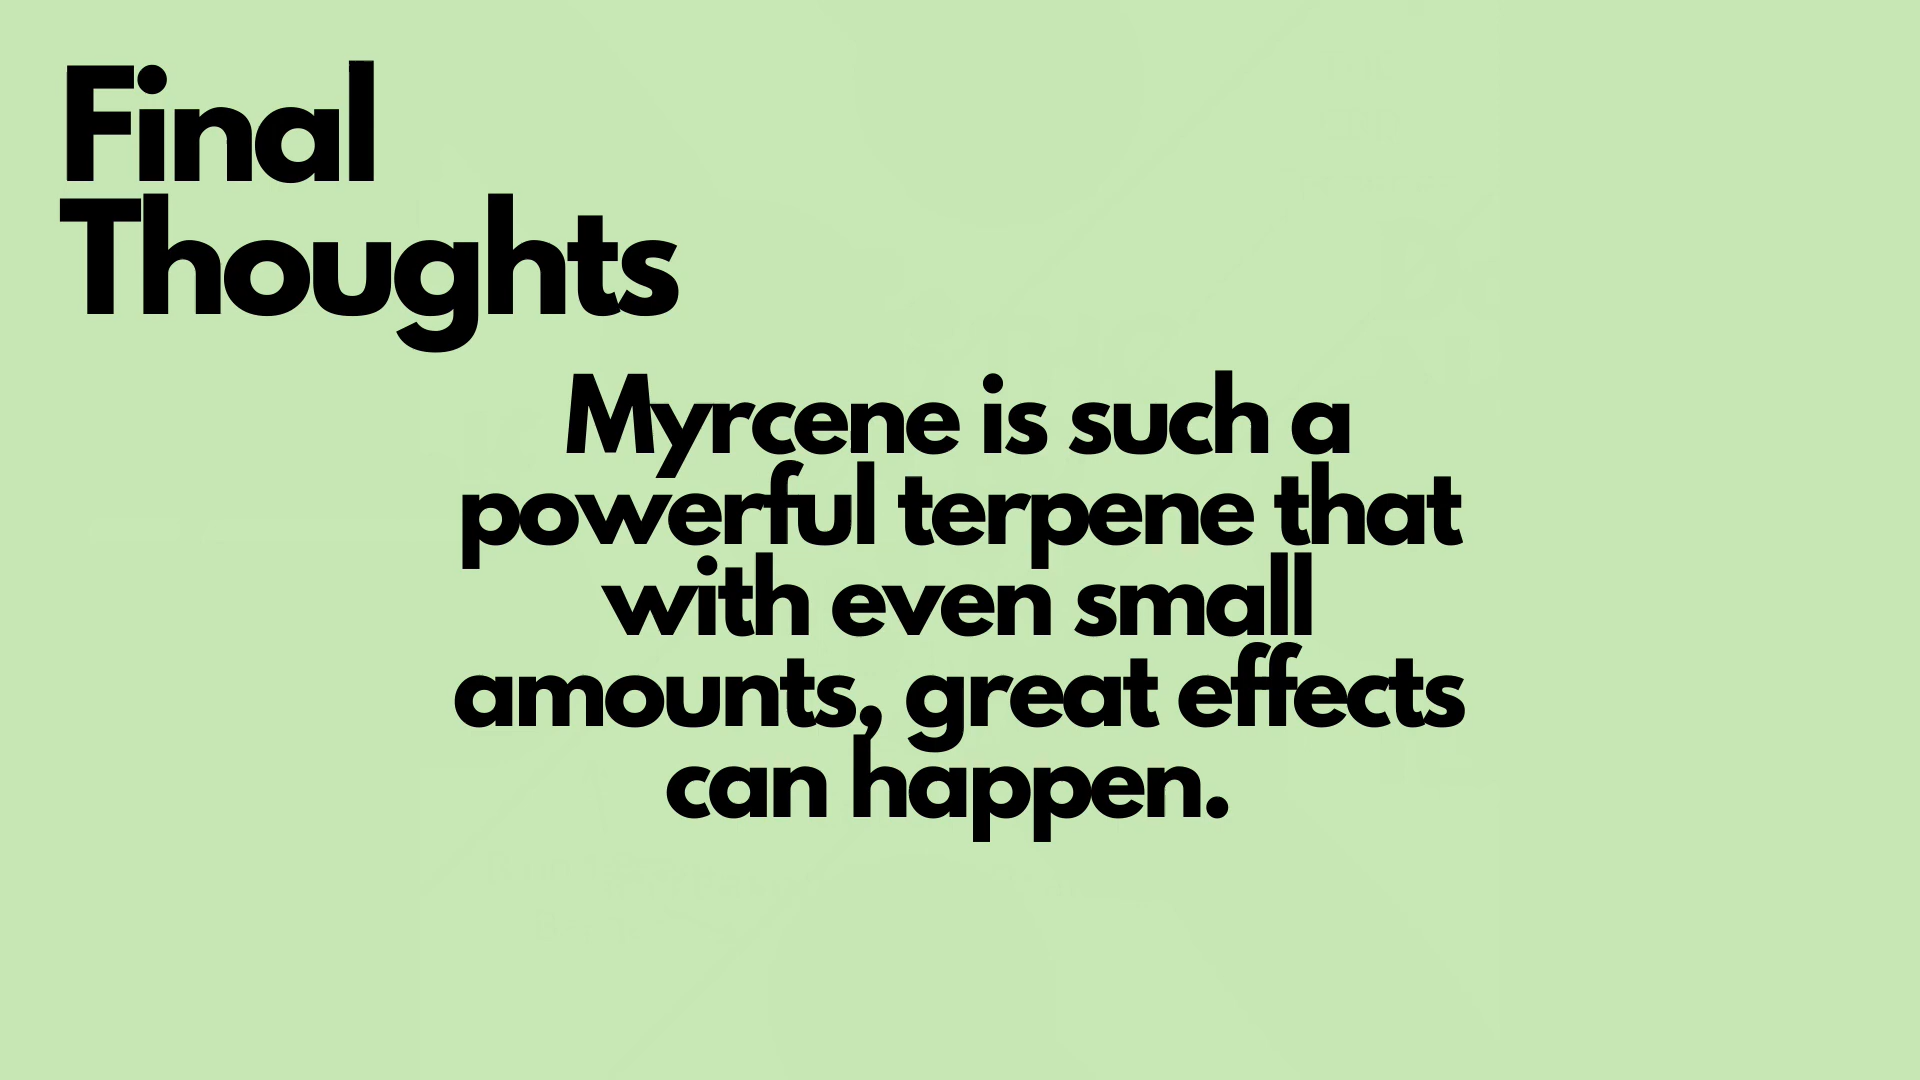 Final
Thoughts
Myrcene is such a
powerful terpene that
with even small
amounts, great effects
can happen.